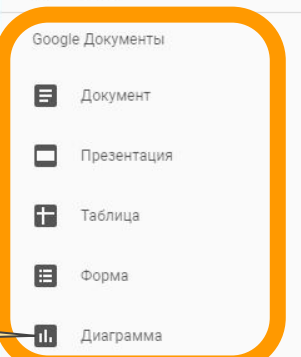 Google Документы
Документ
Презентация
Таблица
Форма
Диаграмма